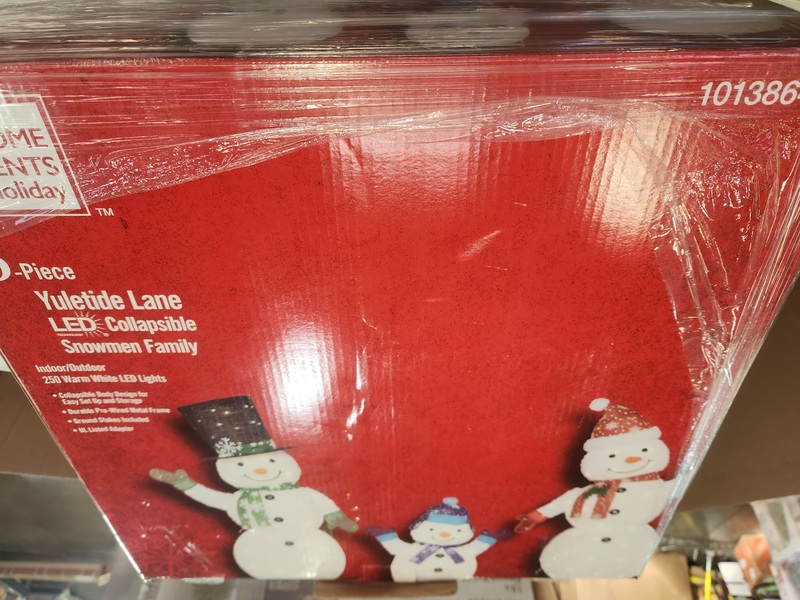 101386
OME
ENTS
Holiday
TM
-Piece
Yuletide Lane
LED Collapsible
Snowmen Family
Indoor/Outdoor
250 Warm White LED Lights
• Collapsible Body Design for
Easy Set Up and Storage
• Durable Pre-Wired Metal Frame
• Ground Stakes Included
• UL Listed Adapter